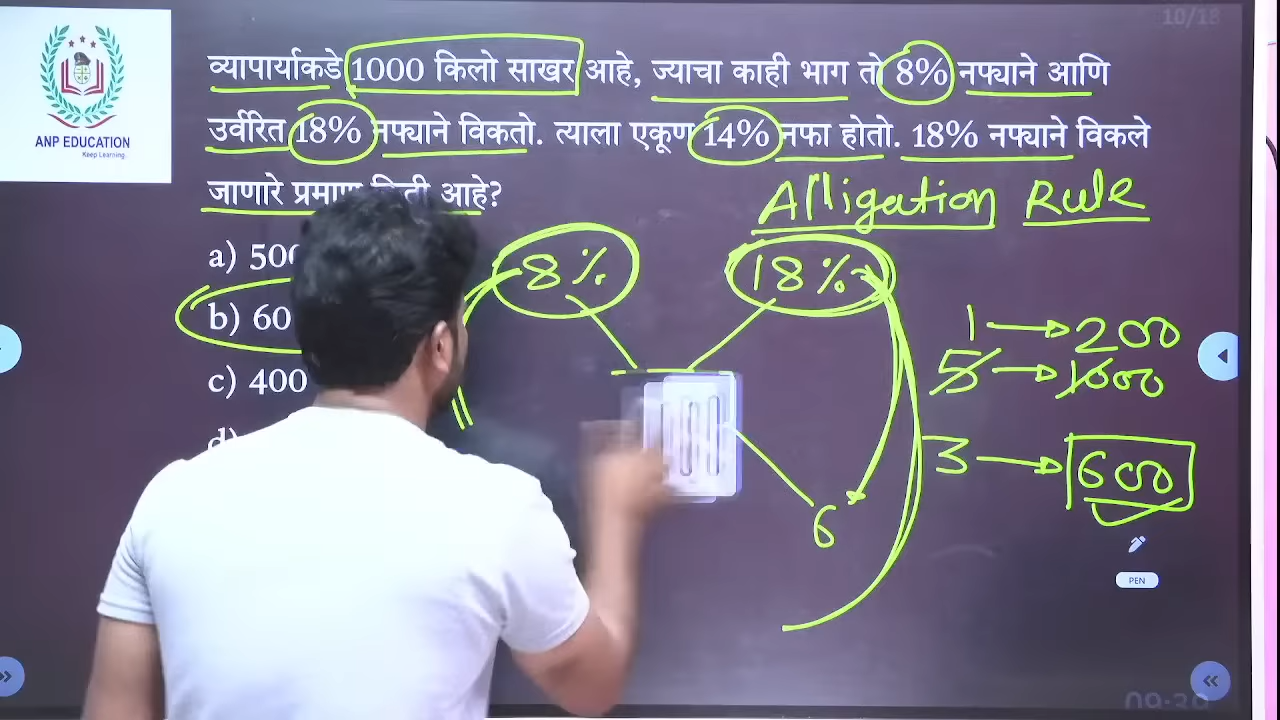 10/18
ANP EDUCATION
Keep Learning.
व्यापार्याकडे 1000 किलो साखर आहे, ज्याचा काही भाग तो 8% नफ्याने आणि
उर्वरित 18% नफ्याने विकतो. त्याला एकूण 14% नफा होतो. 18% नफ्याने विकले
जाणारे आहे?
Alligation Rule
a) 500
b) 60
c) 400
d)
8%
18%
6
1 → 200
5 → 1000
3 → 600
PEN